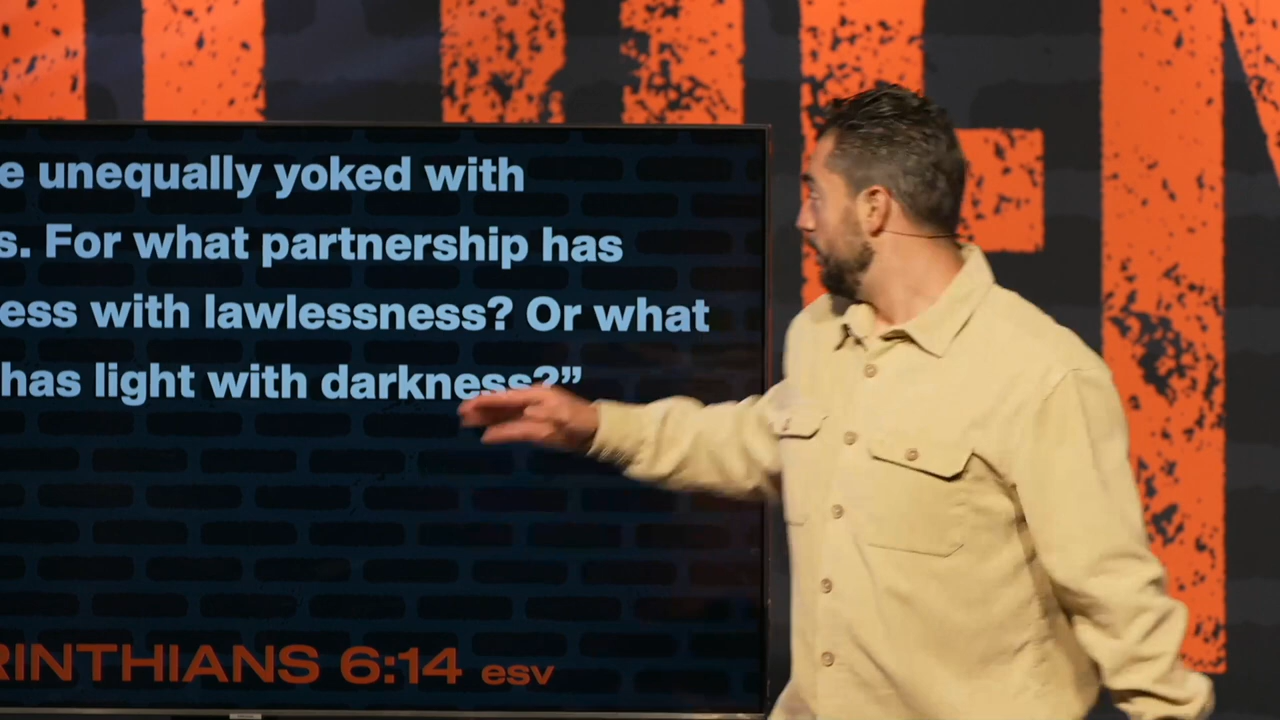 e unequally yoked with
s. For what partnership has
ess with lawlessness? Or what
has light with darkness?”
RINTHIANS 6:14 esv